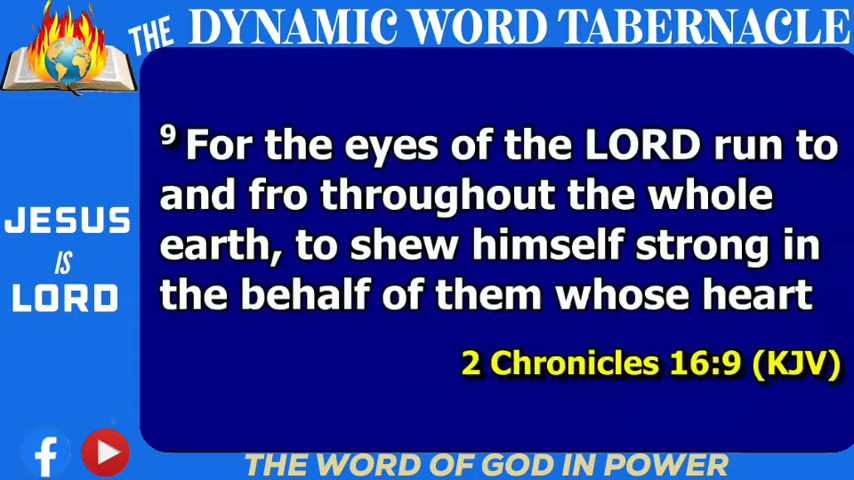 THE DYNAMIC WORD TABERNACLE
9 For the eyes of the LORD run to
and fro throughout the whole
earth, to shew himself strong in
the behalf of them whose heart
2 Chronicles 16:9 (KJV)
JESUS
IS
LORD
f
THE WORD OF GOD IN POWER